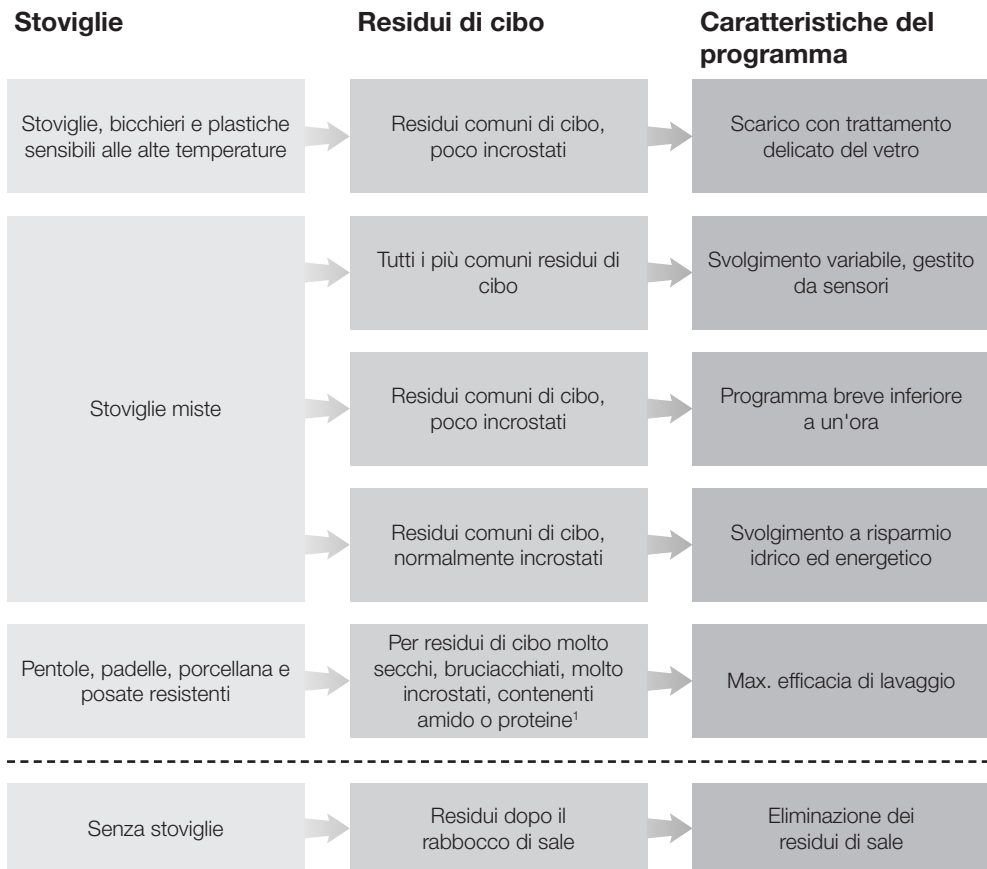 Stoviglie
Residui di cibo
Caratteristiche del
programma
Stoviglie, bicchieri e plastiche
sensibili alle alte temperature
Residui comuni di cibo,
poco incrostati
Scarico con trattamento
delicato del vetro
Stoviglie miste
Tutti i più comuni residui di
cibo
Svolgimento variabile, gestito
da sensori
Residui comuni di cibo,
poco incrostati
Programma breve inferiore
a un'ora
Residui comuni di cibo,
normalmente incrostati
Svolgimento a risparmio
idrico ed energetico
Pentole, padelle, porcellana e
posate resistenti
Per residui di cibo molto
secchi, bruciacchiati, molto
incrostati, contenenti
amido o proteine¹
Max. efficacia di lavaggio
Senza stoviglie
Residui dopo il
rabbocco di sale
Eliminazione dei
residui di sale